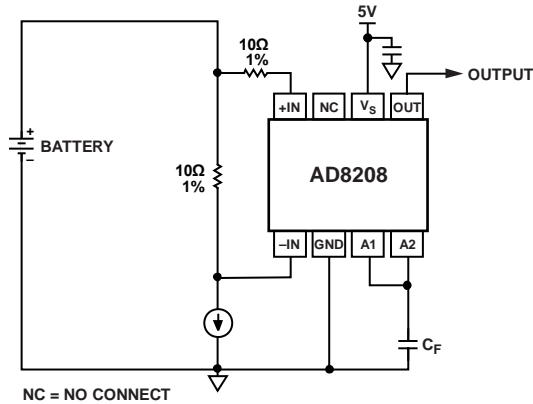 5V
10Ω
1%
OUTPUT
+IN
NC
VS
OUT
+
BATTERY
–
10Ω
1%
AD8208
–IN
GND
A1
A2
CF
NC = NO CONNECT